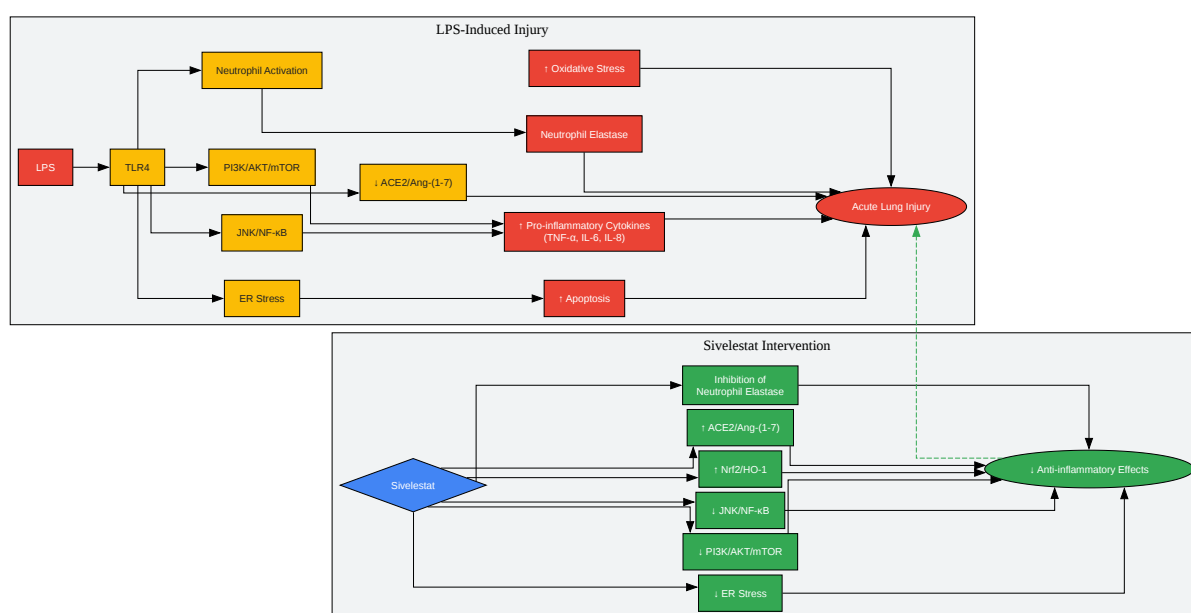 LPS-Induced Injury
Neutrophil Activation
↑ Oxidative Stress
Neutrophil Elastase
LPS
TLR4
PI3K/AKT/mTOR
↓ ACE2/Ang-(1-7)
Acute Lung Injury
JNK/NF-κB
↑ Pro-inflammatory Cytokines
(TNF-α, IL-6, IL-8)
ER Stress
↑ Apoptosis
Sivelestat Intervention
Inhibition of
Neutrophil Elastase
↑ ACE2/Ang-(1-7)
↑ Nrf2/HO-1
↓ Anti-inflammatory Effects
Sivelestat
↓ JNK/NF-κB
↓ PI3K/AKT/mTOR
↓ ER Stress